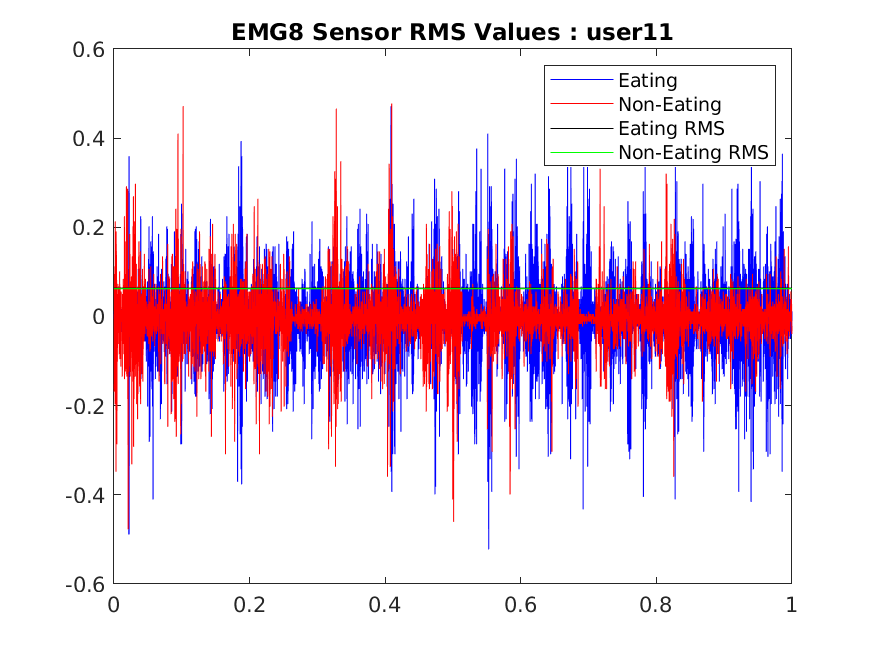 EMG8 Sensor RMS Values : user11
0.6
0.4
0.2
0
-0.2
-0.4
-0.6
Eating
Non-Eating
Eating RMS
Non-Eating RMS
0 0.2 0.4 0.6 0.8 1